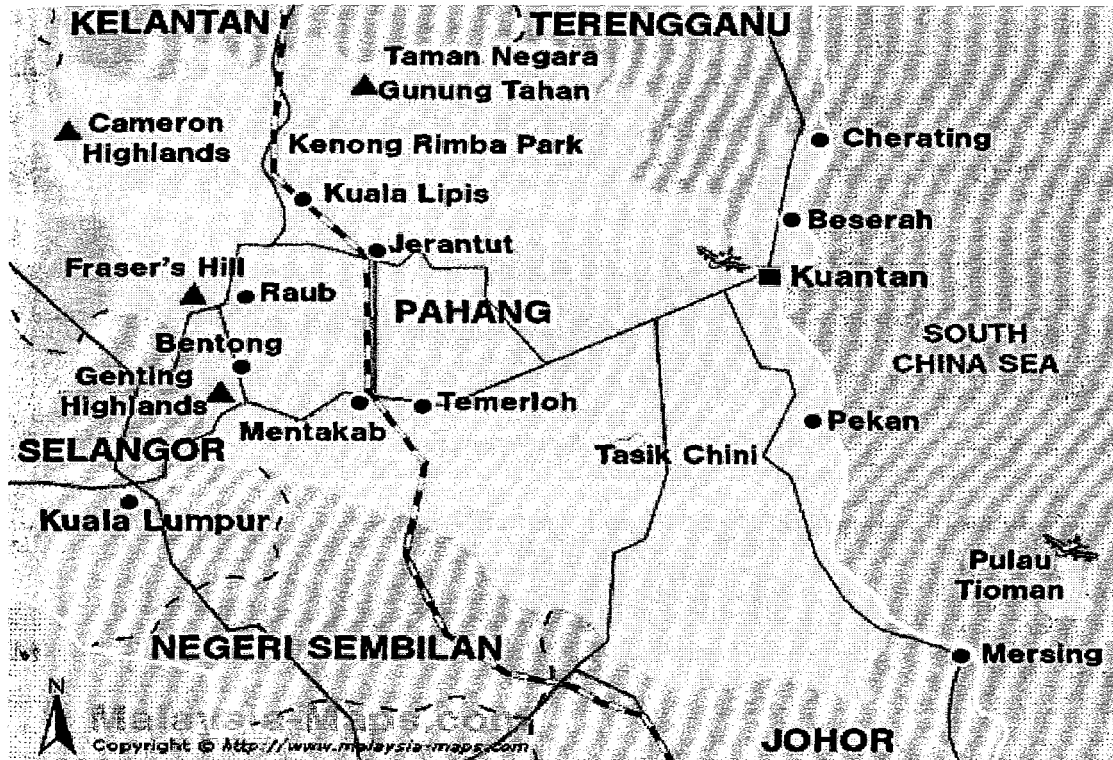 KELANTAN
TERENGGANU
Taman Negara
Gunung Tahan
Cameron
Highlands
Kenong Rimba Park
Cherating
Kuala Lipis
Beserah
Jerantut
Fraser's Hill
Raub
Kuantan
PAHANG
SOUTH
CHINA SEA
Bentong
Genting
Highlands
Temerloh
Mentakab
Pekan
SELANGOR
Tasik Chini
Kuala Lumpur
Pulau
Tioman
NEGERI SEMBILAN
Mersing
N
Malaysia-Maps.com
Copyright © http://www.malaysia-maps.com
JOHOR